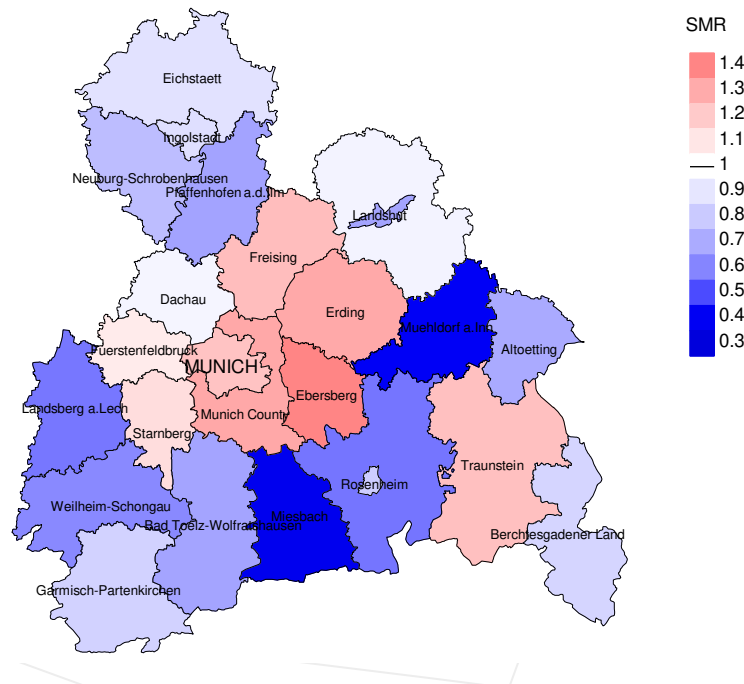 SMR
1.4
1.3
1.2
1.1
1
0.9
0.8
0.7
0.6
0.5
0.4
0.3
Eichstaett
Ingolstadt
Neuburg-Schrobenhausen
Pfaffenhofen a.d.Ilm
Landshut
Freising
Dachau
Erding
Muehldorf a.Inn
Fuerstenfeldbruck
Altoetting
MUNICH
Ebersberg
Landsberg a.Lech
Munich County
Starnberg
Traunstein
Rosenheim
Weilheim-Schongau
Miesbach
Bad Toelz-Wolfratshausen
Berchtesgadener Land
Garmisch-Partenkirchen